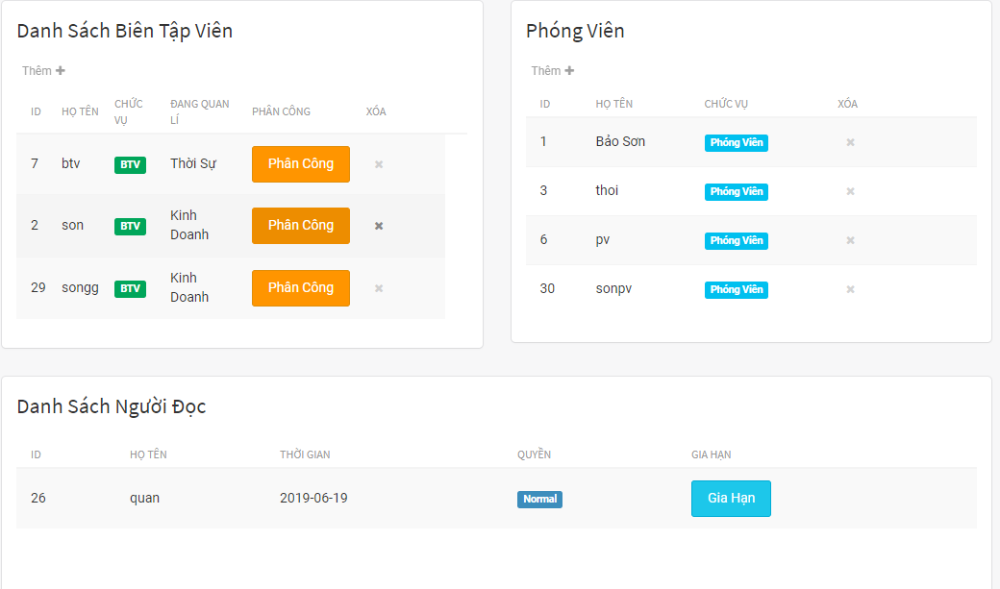 Danh Sách Biên Tập Viên
Thêm
ID HỌ TÊN CHỨC VỤ ĐANG QUAN LÍ PHÂN CÔNG XÓA
7 btv BTV Thời Sự Phân Công
2 son BTV Kinh Doanh Phân Công
29 songg BTV Kinh Doanh Phân Công
Phóng Viên
Thêm
ID HỌ TÊN CHỨC VỤ XÓA
1 Bảo Sơn Phóng Viên
3 thoi Phóng Viên
6 pv Phóng Viên
30 sonpv Phóng Viên
Danh Sách Người Đọc
ID HỌ TÊN THỜI GIAN QUYỀN GIA HẠN
26 quan 2019-06-19 Normal Gia Hạn